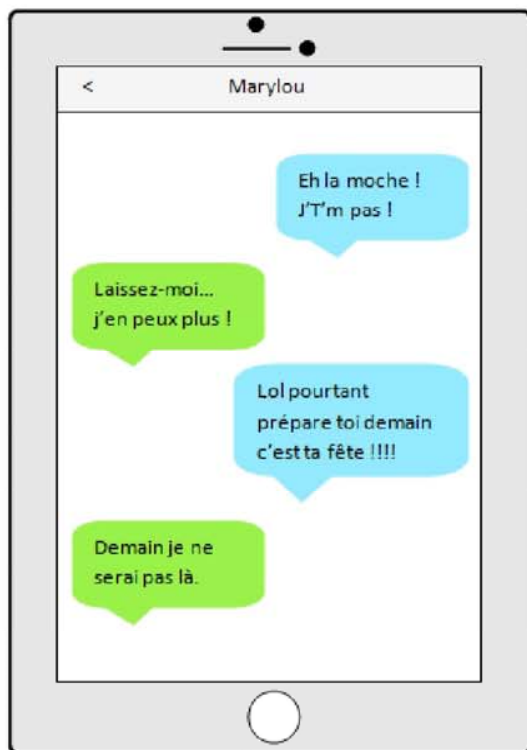 < Marylou
Eh la moche !
J'T'm pas !
Laissez-moi...
j'en peux plus !
Lol pourtant
prépare toi demain
c'est ta fête !!!!
Demain je ne
serai pas là.